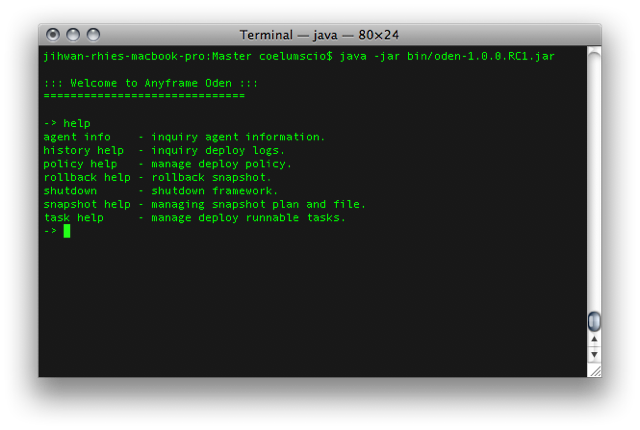 Terminal — java — 80×24
jihwan-rhies-macbook-pro:Master coelumscio$ java -jar bin/oden-1.0.0.RC1.jar
::: Welcome to Anyframe Oden :::
==============================
-> help
agent info    - inquiry agent information.
history help  - inquiry deploy logs.
policy help   - manage deploy policy.
rollback help - rollback snapshot.
shutdown      - shutdown framework.
snapshot help - managing snapshot plan and file.
task help     - manage deploy runnable tasks.
->